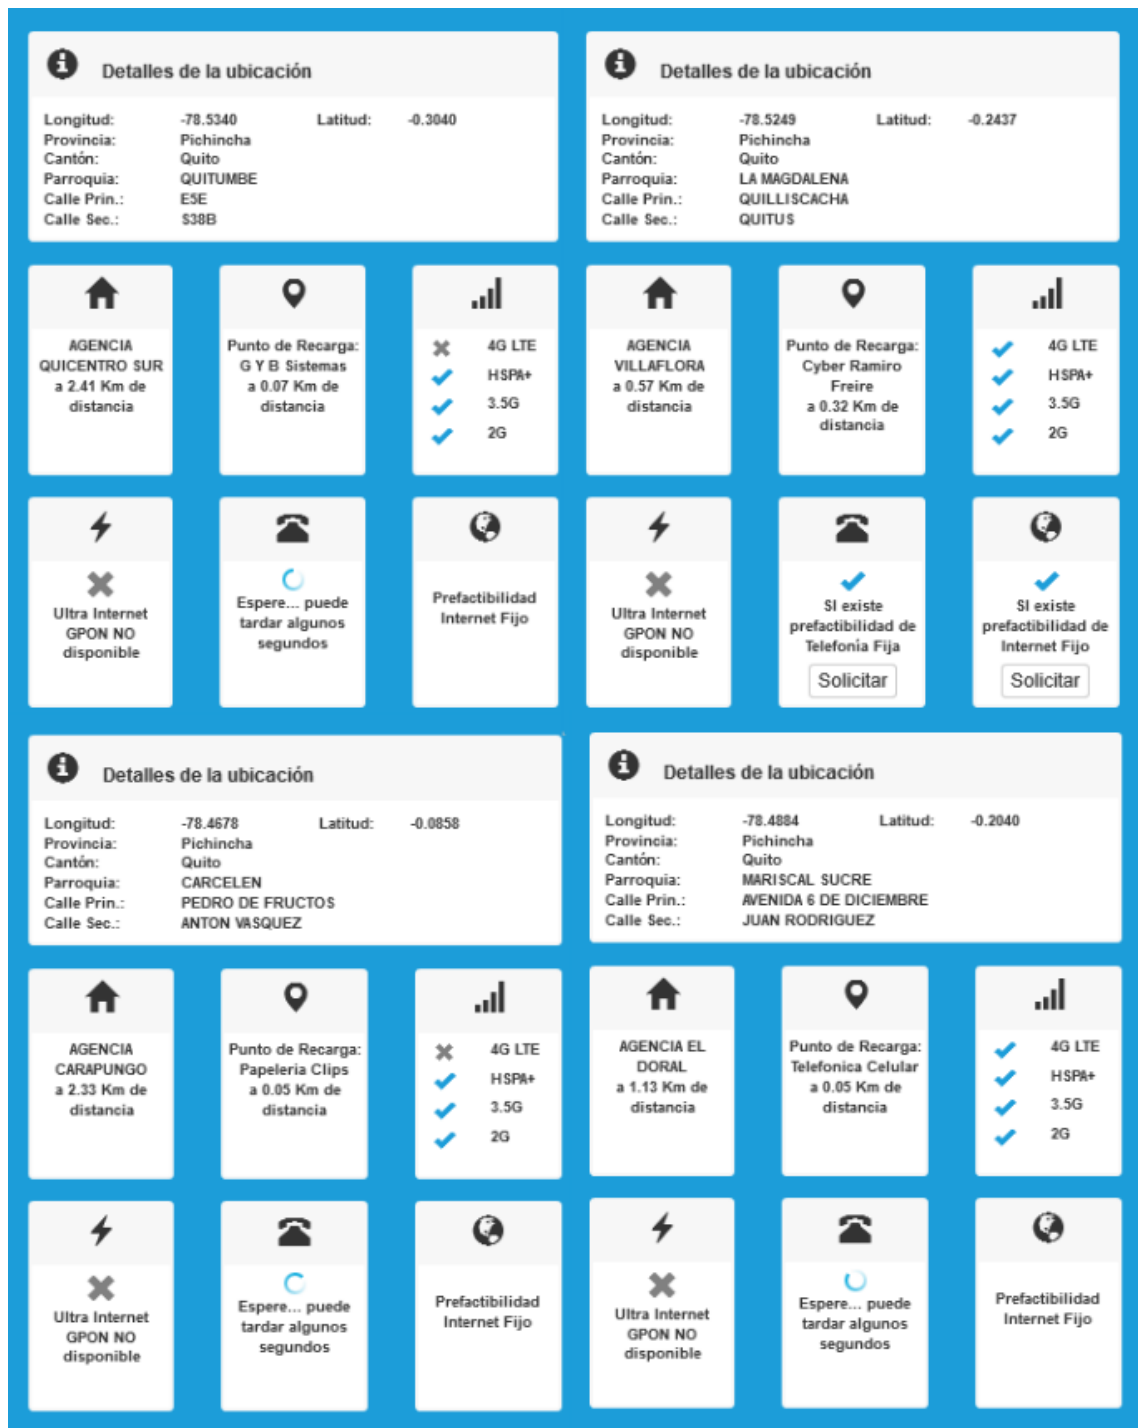 Detalles de la ubicación
Longitud: -78.5340 Latitud: -0.3040
Provincia: Pichincha
Cantón: Quito
Parroquia: QUITUMBE
Calle Prin.: E5E
Calle Sec.: S38B
AGENCIA
QUICENTRO SUR
a 2.41 Km de
distancia
Punto de Recarga:
G Y B Sistemas
a 0.07 Km de
distancia
4G LTE
HSPA+
3.5G
2G
Ultra Internet
GPON NO
disponible
Espere... puede
tardar algunos
segundos
Prefactibilidad
Internet Fijo
Detalles de la ubicación
Longitud: -78.5249 Latitud: -0.2437
Provincia: Pichincha
Cantón: Quito
Parroquia: LA MAGDALENA
Calle Prin.: QUILLISCACHA
Calle Sec.: QUITUS
AGENCIA
VILLAFLORA
a 0.57 Km de
distancia
Punto de Recarga:
Cyber Ramiro
Freire
a 0.32 Km de
distancia
4G LTE
HSPA+
3.5G
2G
Ultra Internet
GPON NO
disponible
SI existe
prefactibilidad de
Telefonía Fija
Solicitar
SI existe
prefactibilidad de
Internet Fijo
Solicitar
Detalles de la ubicación
Longitud: -78.4678 Latitud: -0.0858
Provincia: Pichincha
Cantón: Quito
Parroquia: CARCELEN
Calle Prin.: PEDRO DE FRUCTOS
Calle Sec.: ANTON VASQUEZ
AGENCIA
CARAPUNGO
a 2.33 Km de
distancia
Punto de Recarga:
Papeleria Clips
a 0.05 Km de
distancia
4G LTE
HSPA+
3.5G
2G
Ultra Internet
GPON NO
disponible
Espere... puede
tardar algunos
segundos
Prefactibilidad
Internet Fijo
Detalles de la ubicación
Longitud: -78.4884 Latitud: -0.2040
Provincia: Pichincha
Cantón: Quito
Parroquia: MARISCAL SUCRE
Calle Prin.: AVENIDA 6 DE DICIEMBRE
Calle Sec.: JUAN RODRIGUEZ
AGENCIA EL
DORAL
a 1.13 Km de
distancia
Punto de Recarga:
Telefonica Celular
a 0.05 Km de
distancia
4G LTE
HSPA+
3.5G
2G
Ultra Internet
GPON NO
disponible
Espere... puede
tardar algunos
segundos
Prefactibilidad
Internet Fijo